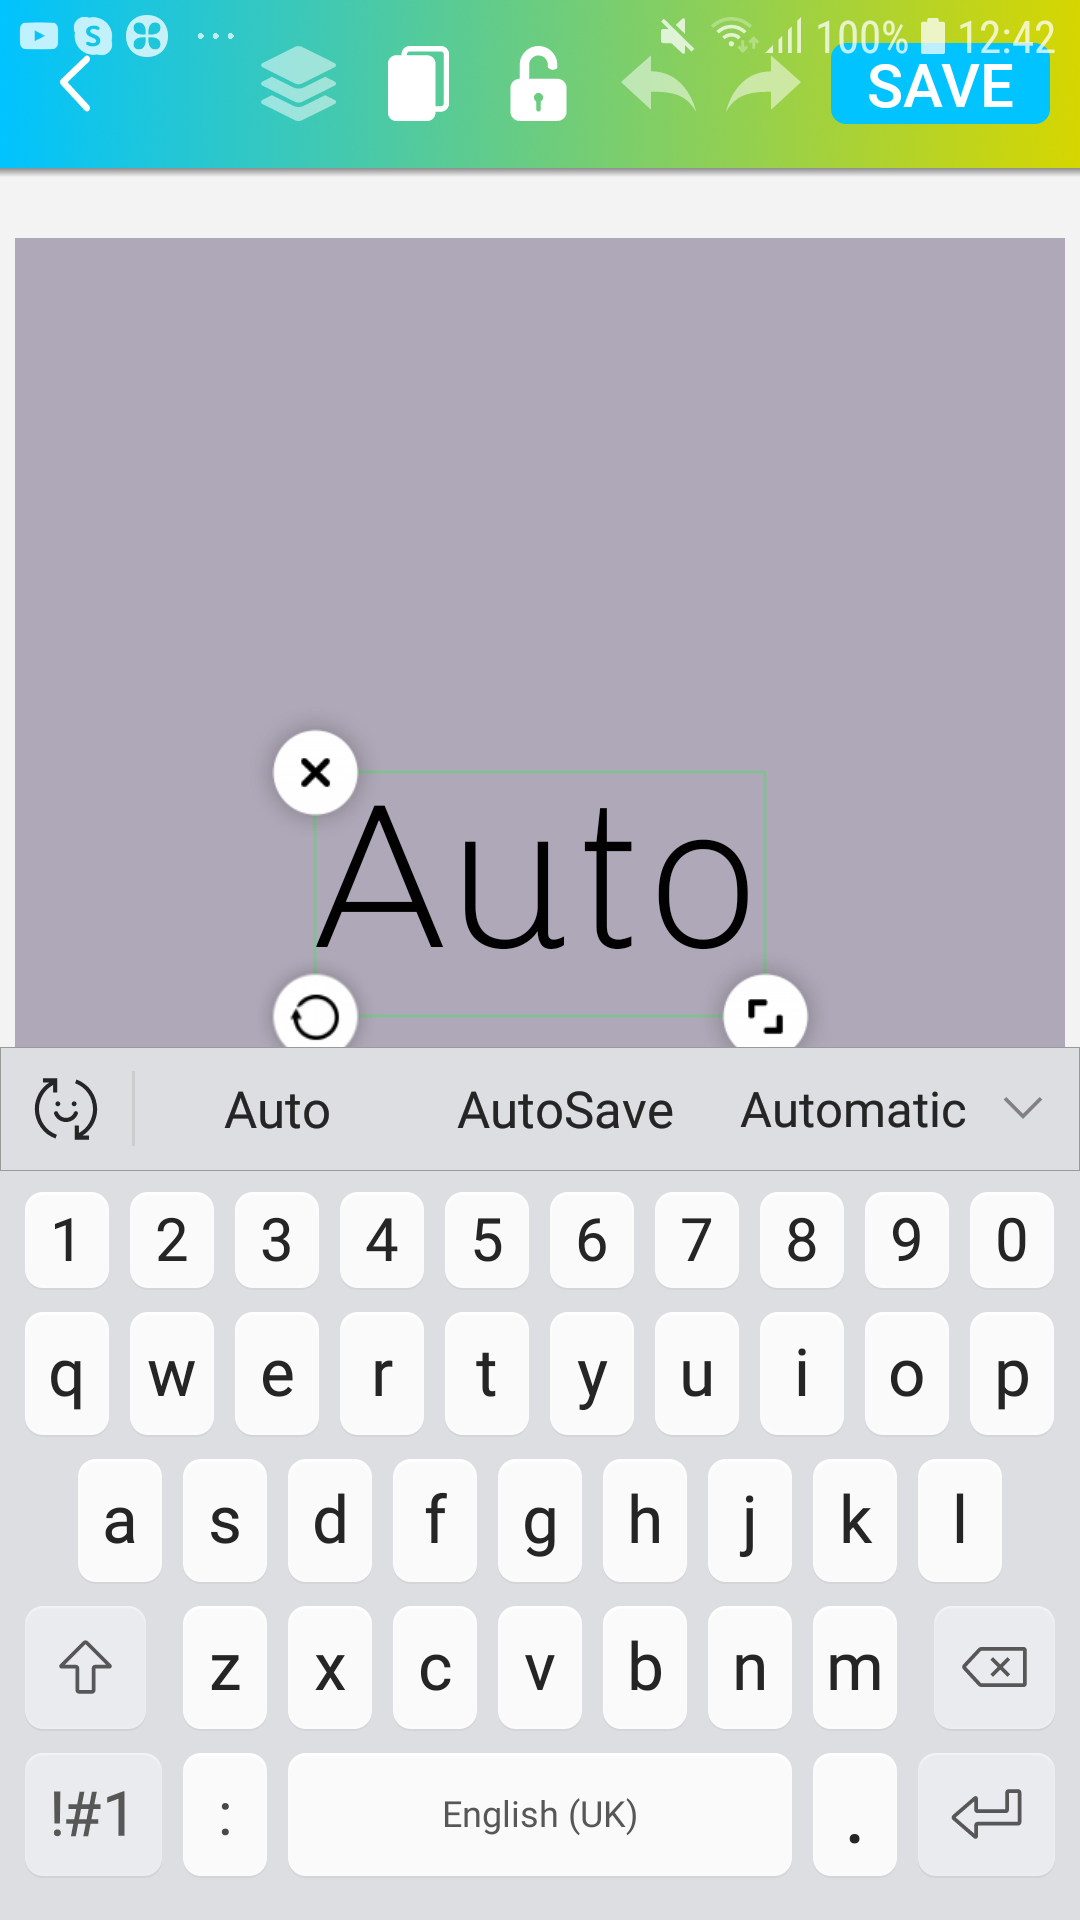 100% 12:42
SAVE
Auto
Auto AutoSave Automatic
1 2 3 4 5 6 7 8 9 0
q w e r t y u i o p
a s d f g h j k l
z x c v b n m
!#1 : English (UK) .